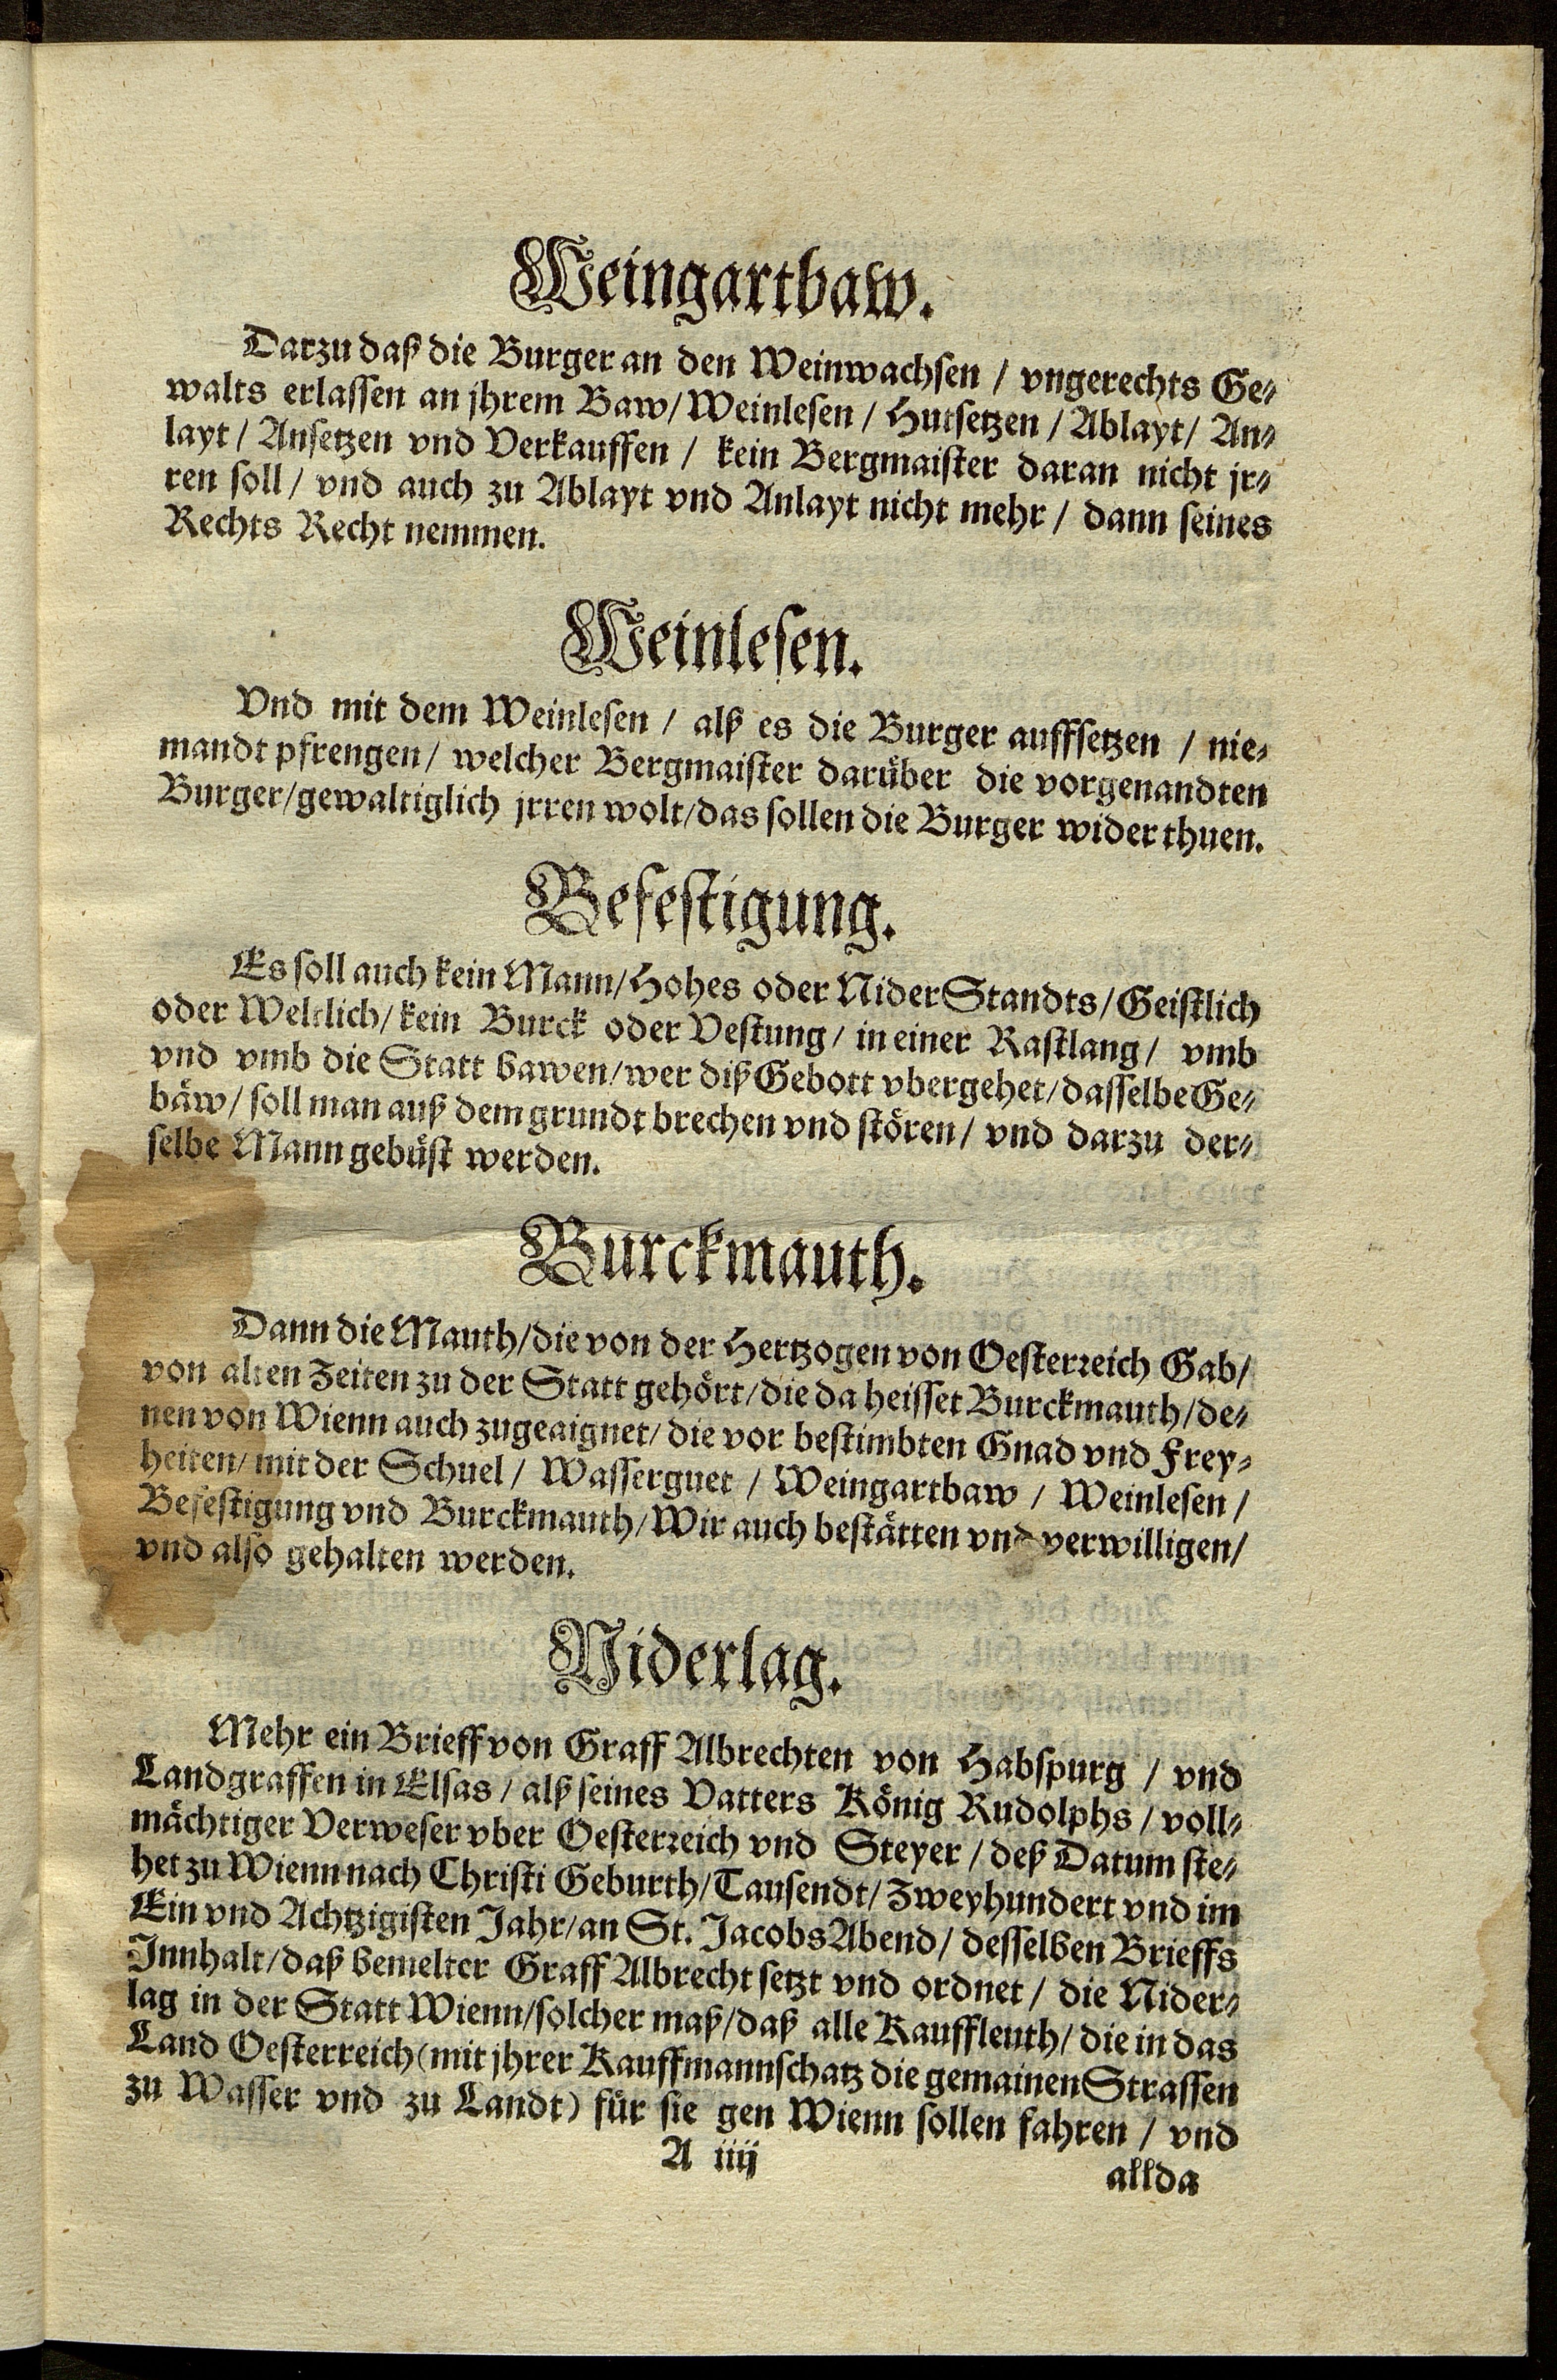 Weingartbaw.
Darzu daß die Burger an den Weinwachsen / vngerechts Ge-
walts erlassen an jhrem Baw/ Weinlesen / Hutsetzen / Ablayt/ An-
layt / Ansetzen vnd Verkauffen / kein Bergmaister daran nicht jr-
ren soll / vnd auch zu Ablayt vnd Anlayt nicht mehr / dann seines
Rechts Recht nemmen.
Weinlesen.
Vnd mit dem Weinlesen / alß es die Burger auffsetzen / nie-
mandt pfrengen/ welcher Bergmaister darüber die vorgenandten
Burger/gewaltiglich jrren wolt/das sollen die Burger wider thuen.
Befestigung.
Es soll auch kein Mann/Hohes oder Nider Standts/Geistlich
oder Weltlich/ kein Burck oder Vestung / in einer Rastlang / vmb
vnd vmb die Statt bawen/wer diß Gebott vbergehet/dasselbe Ge-
bäw/ soll man auß dem grundt brechen vnd stören/ vnd darzu der-
selbe Mann gebüst werden.
Burckmauth.
Dann die Mauth/die von der Hertzogen von Oesterreich Gab/
von alten Zeiten zu der Statt gehört/die da heisset Burckmauth/de-
nen von Wienn auch zugeaignet/ die vor bestimbten Gnad vnd Frey-
heiten/ mit der Schuel / Wasserguet / Weingartbaw / Weinlesen /
Befestigung vnd Burckmauth/Wir auch bestätten vnd verwilligen/
vnd also gehalten werden.
Niderlag.
Mehr ein Brieff von Graff Albrechten von Habspurg / vnd
Landgraffen in Elsas / alß seines Vatters König Rudolphs / voll-
mächtiger Verweser vber Oesterreich vnd Steyer / deß Datum ste-
het zu Wienn nach Christi Geburth/Tausendt/Zweyhundert vnd im
Ein vnd Achtzigisten Jahr/an St. Jacobs Abend/ desselben Brieffs
Innhalt/daß bemelter Graff Albrecht setzt vnd ordnet / die Nider-
lag in der Statt Wienn/solcher maß/daß alle Kauffleuth/ die in das
Land Oesterreich (mit jhrer Kauffmannschatz die gemainen Strassen
zu Wasser vnd zu Landt) für sie gen Wienn sollen fahren / vnd
A iiij
allda